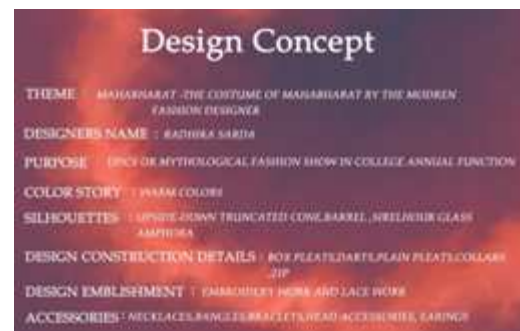 Design Concept
THEME : MAHABHARAT -THE COSTUME OF MAHABHARAT BY THE MODREN
FASHION DESIGNER
DESIGNERS NAME : RADHIKA SARDA
PURPOSE EPICS OR MYTHOLOGICAL FASHION SHOW IN COLLEGE ANNUAL FUNCTION
COLOR STORY : WARM COLORS
SILHOUETTES : UPSIDE-DOWN TRUNCATED CONE,BARREL, GLASS
AMPHORA
DESIGN CONSTRUCTION DETAILS : BOX PLEATS,DARTS,PLAIN PLEATS,COLLARS
,ZIP
DESIGN EMBLISHMENT : EMBROIDERY WORK AND LACE WORK
ACCESSORIES : NECKLACES,BANGLES,BRACLETS,HEAD ACCESSORIES, EARINGS